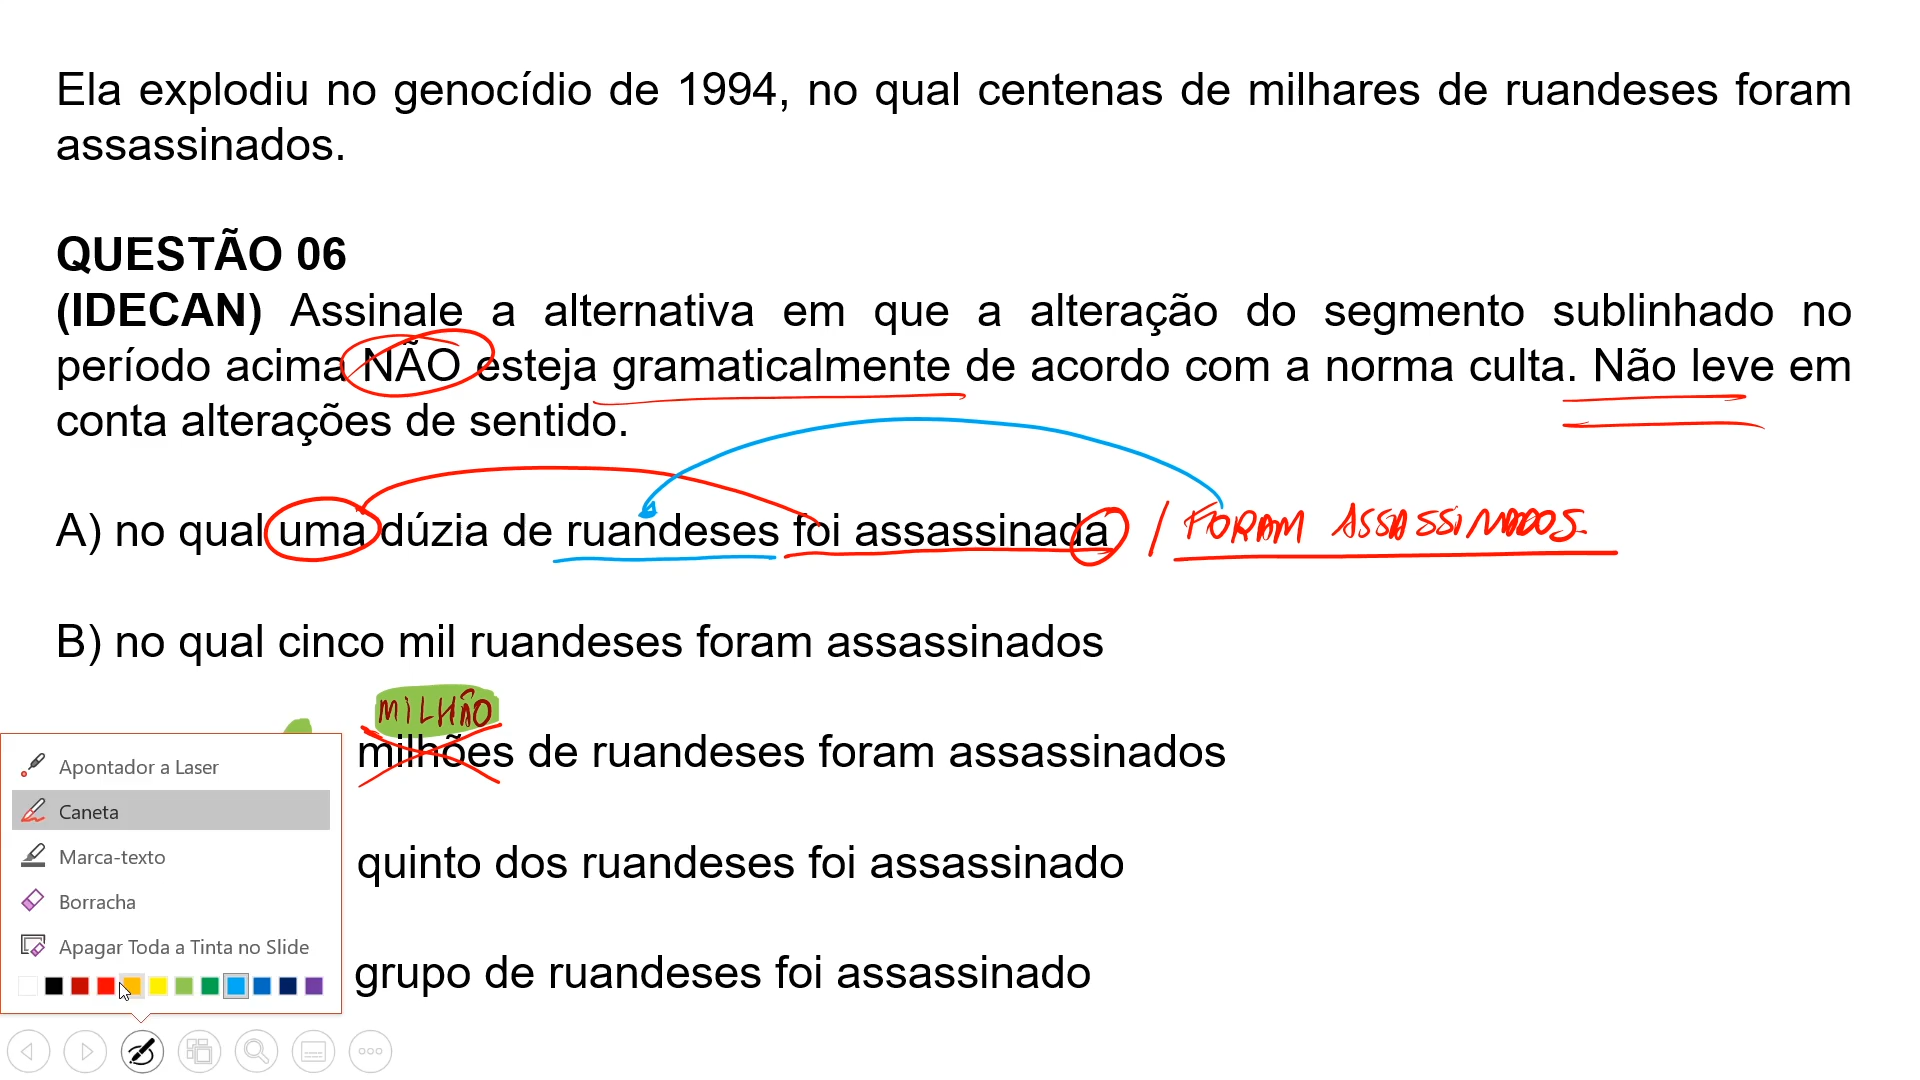 Ela explodiu no genocídio de 1994, no qual centenas de milhares de ruandeses foram
assassinados.
QUESTÃO 06
(IDECAN) Assinale a alternativa em que a alteração do segmento sublinhado no
período acima NÃO esteja gramaticalmente de acordo com a norma culta. Não leve em
conta alterações de sentido.
A) no qual uma dúzia de ruandeses foi assassinada / FORAM ASSASSINADOS
B) no qual cinco mil ruandeses foram assassinados
MILHÃO
milhões de ruandeses foram assassinados
quinto dos ruandeses foi assassinado
grupo de ruandeses foi assassinado
Apontador a Laser
Caneta
Marca-texto
Borracha
Apagar Toda a Tinta no Slide